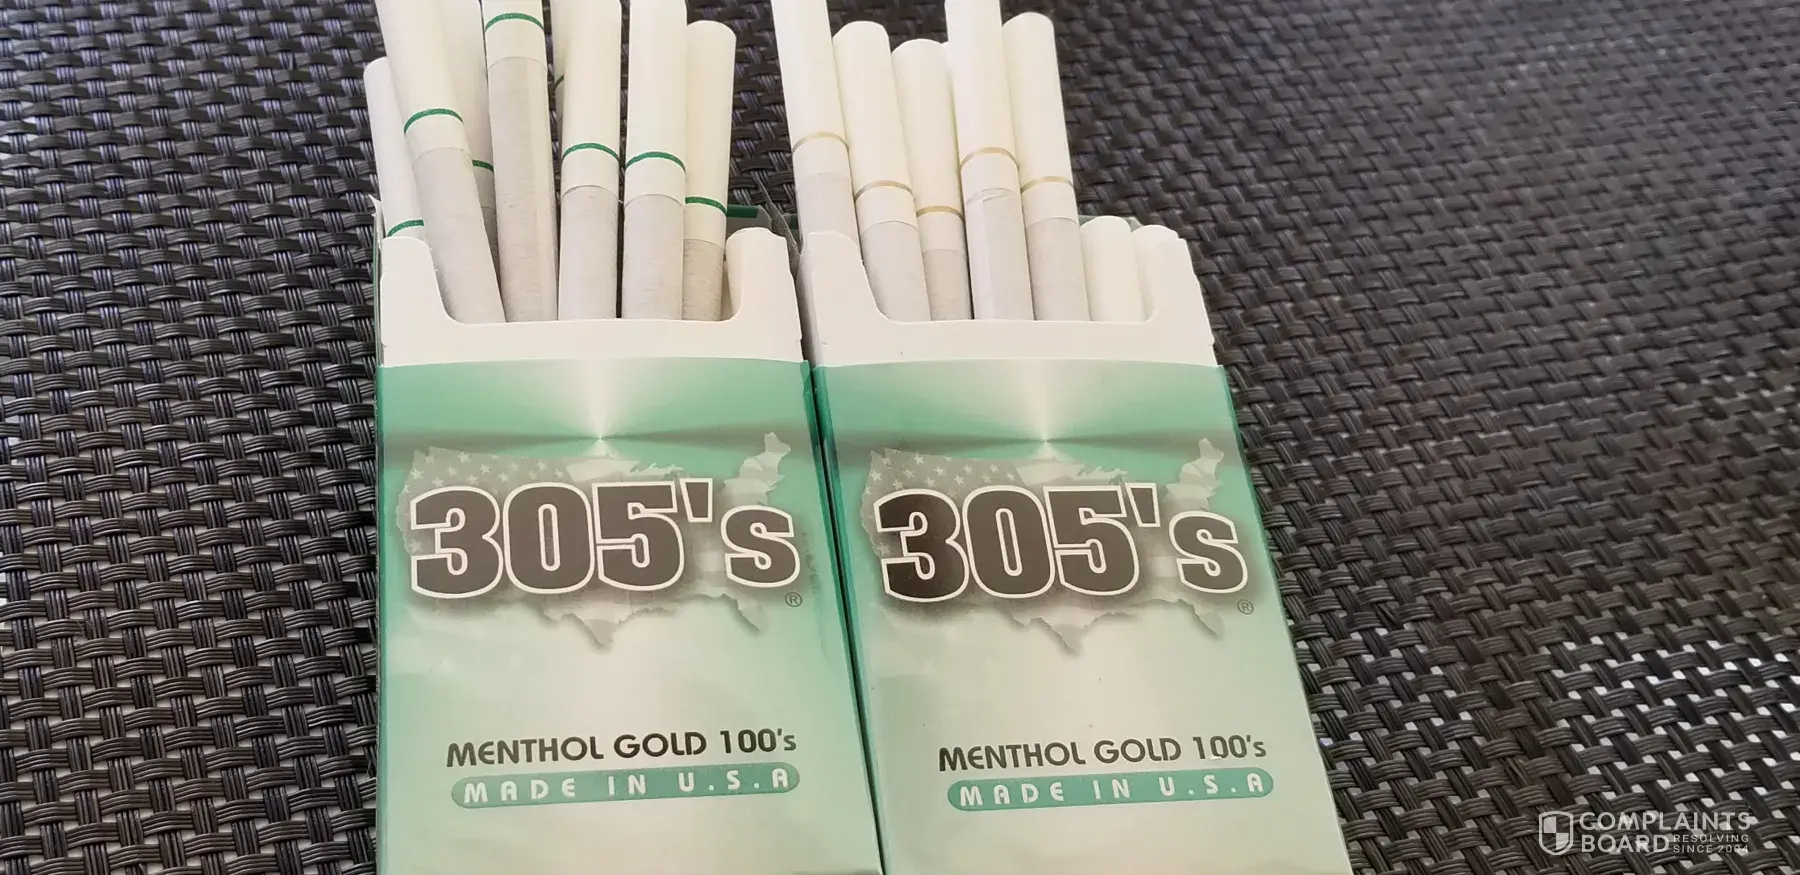 305's
®
MENTHOL GOLD 100's
MADE IN U.S.A
305's
®
MENTHOL GOLD 100's
MADE IN U.S.A
COMPLAINTS
BOARD RESOLVING
SINCE 2004